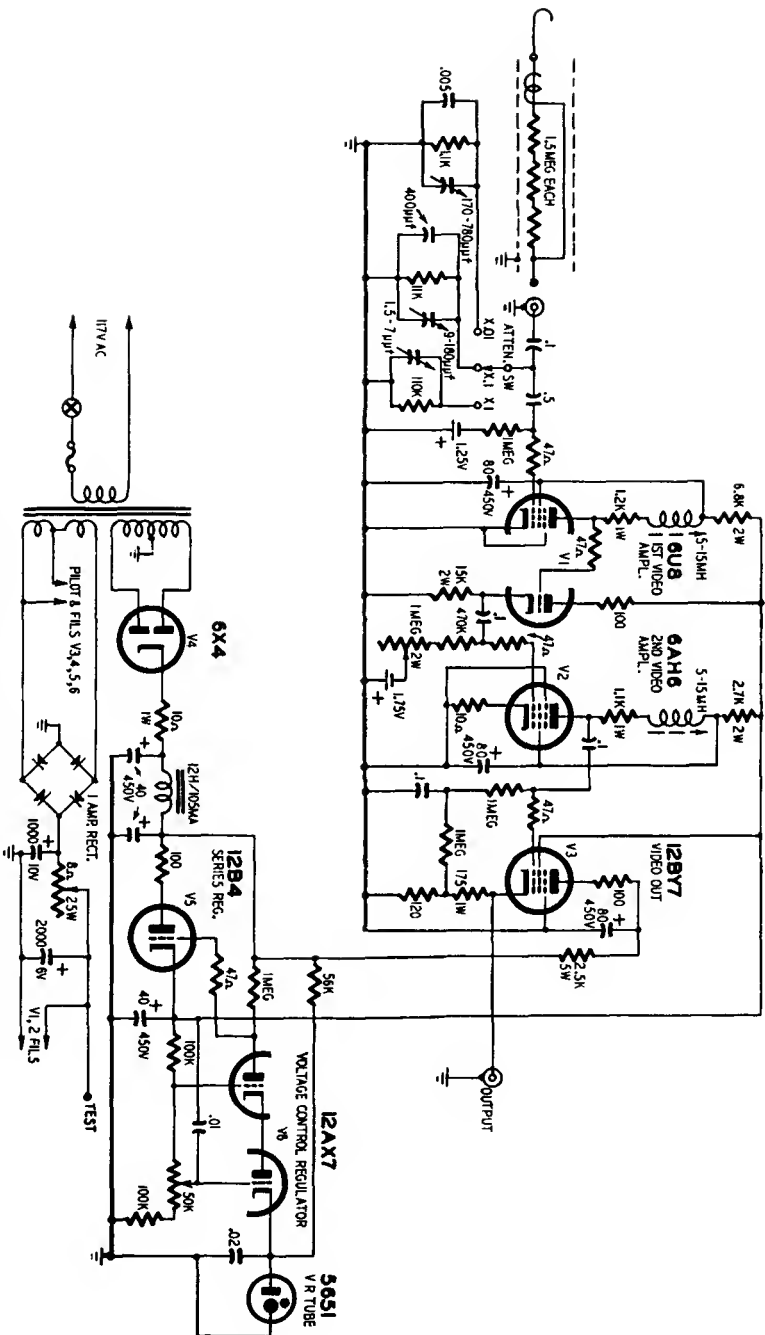 1.5 MEG EACH
.005
1.1K
170-780μμf
400μμf
11K
9-180μμf
1.5-7μμf
110K
X.01
X.1
X1
ATTEN. SW
.1
.5
1MEG
1.25V
+
47Ω
80
450V
+
6.8K
2W
5-15MH
1.2K
1W
6U8
1ST VIDEO
AMPL.
V1
47Ω
100
15K
2W
.1
470K
1MEG
2W
1.75V
+
47Ω
2.7K
2W
5-15MH
1.1K
1W
6AH6
2ND VIDEO
AMPL.
V2
10Ω
80
450V
+
.1
.1
1MEG
47Ω
1MEG
12BY7
VIDEO OUT
V3
100
80
450V
+
175
1W
120
2.5K
5W
OUTPUT
117V AC
PILOT & FILS V3,4,5,6
6X4
V4
10Ω
1W
+
40
450V
+
12H/105MA
100
12B4
SERIES REG.
V5
47Ω
1MEG
56K
40
450V
+
100K
.01
50K
100K
12AX7
VOLTAGE CONTROL REGULATOR
.02
5651
V R TUBE
1 AMP. RECT.
1000
10V
+
8Ω
25W
2000
6V
+
V1, 2 FILS
TEST